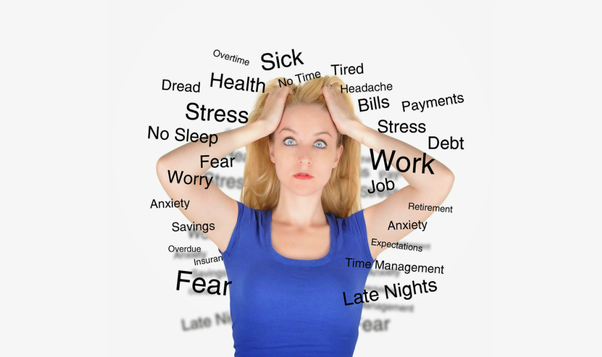 Overtime
Sick
Tired
No Time
Health
Dread
Headache
Bills
Payments
Stress
Stress
No Sleep
Debt
Fear
Work
Worry
Job
Anxiety
Retirement
Savings
Anxiety
Overdue
Expectations
Insuran
Time Management
Fear
Late Nights
Late Ni